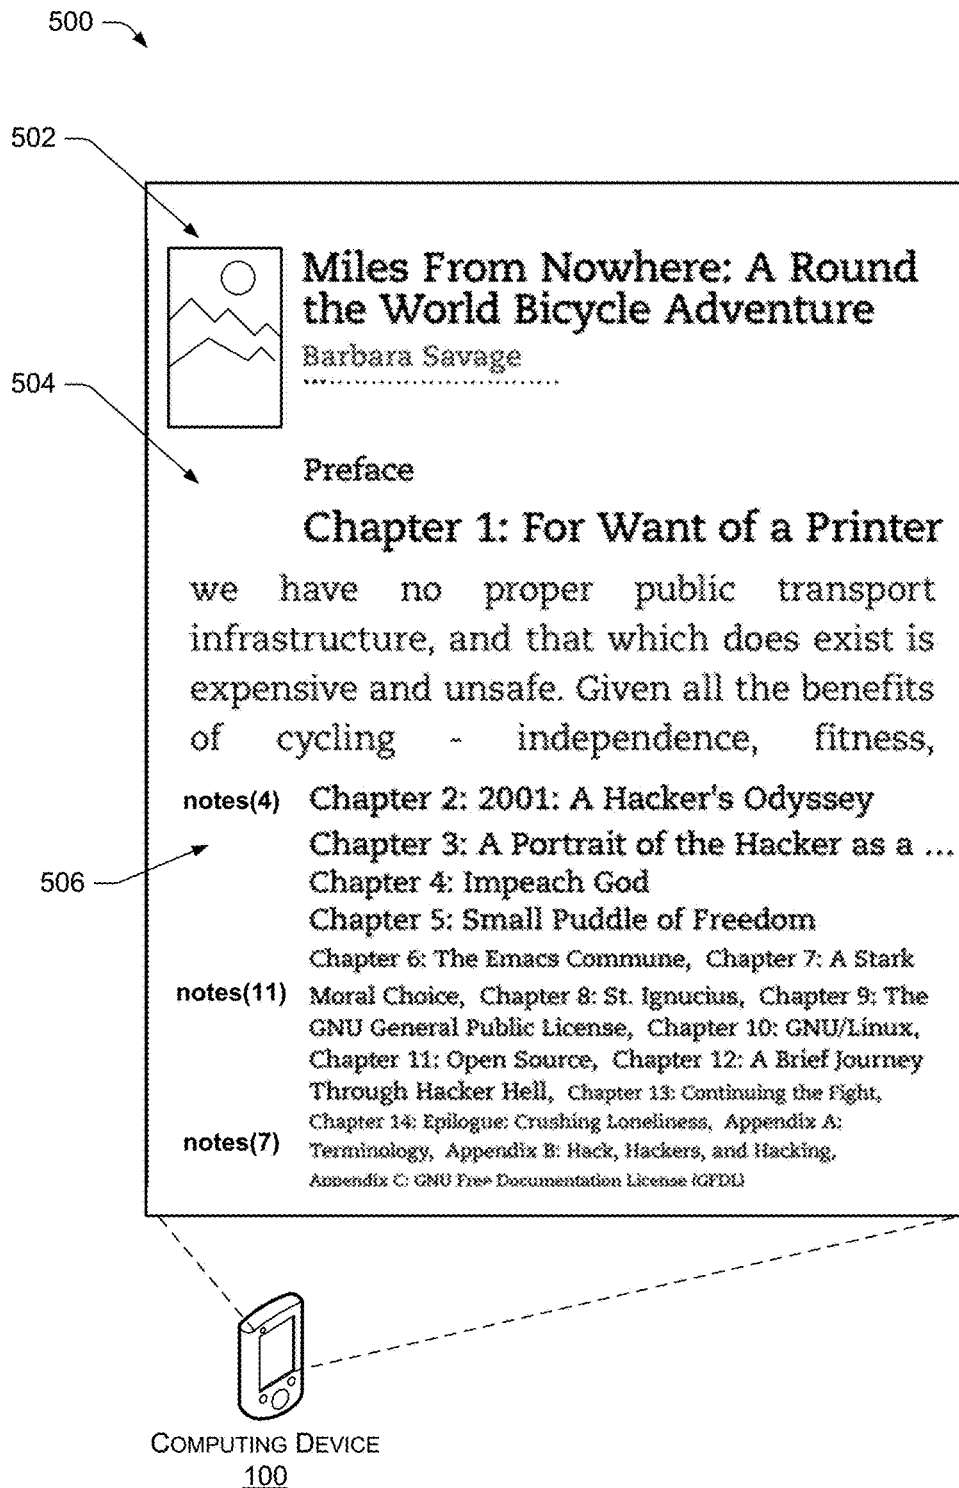 500
502
Miles From Nowhere: A Round
the World Bicycle Adventure
Barbara Savage
504
Preface
Chapter 1: For Want of a Printer
we have no proper public transport
infrastructure, and that which does exist is
expensive and unsafe. Given all the benefits
of cycling - independence, fitness,
notes(4) Chapter 2: 2001: A Hacker's Odyssey
Chapter 3: A Portrait of the Hacker as a ...
506
Chapter 4: Impeach God
Chapter 5: Small Puddle of Freedom
Chapter 6: The Emacs Commune, Chapter 7: A Stark
notes(11) Moral Choice, Chapter 8: St. Ignucius, Chapter 9: The
GNU General Public License, Chapter 10: GNU/Linux,
Chapter 11: Open Source, Chapter 12: A Brief Journey
Through Hacker Hell, Chapter 13: Continuing the Fight,
Chapter 14: Epilogue: Crushing Loneliness, Appendix A:
notes(7) Terminology, Appendix B: Hack, Hackers, and Hacking,
Appendix C: GNU Free Documentation License (GFDL)
COMPUTING DEVICE
100